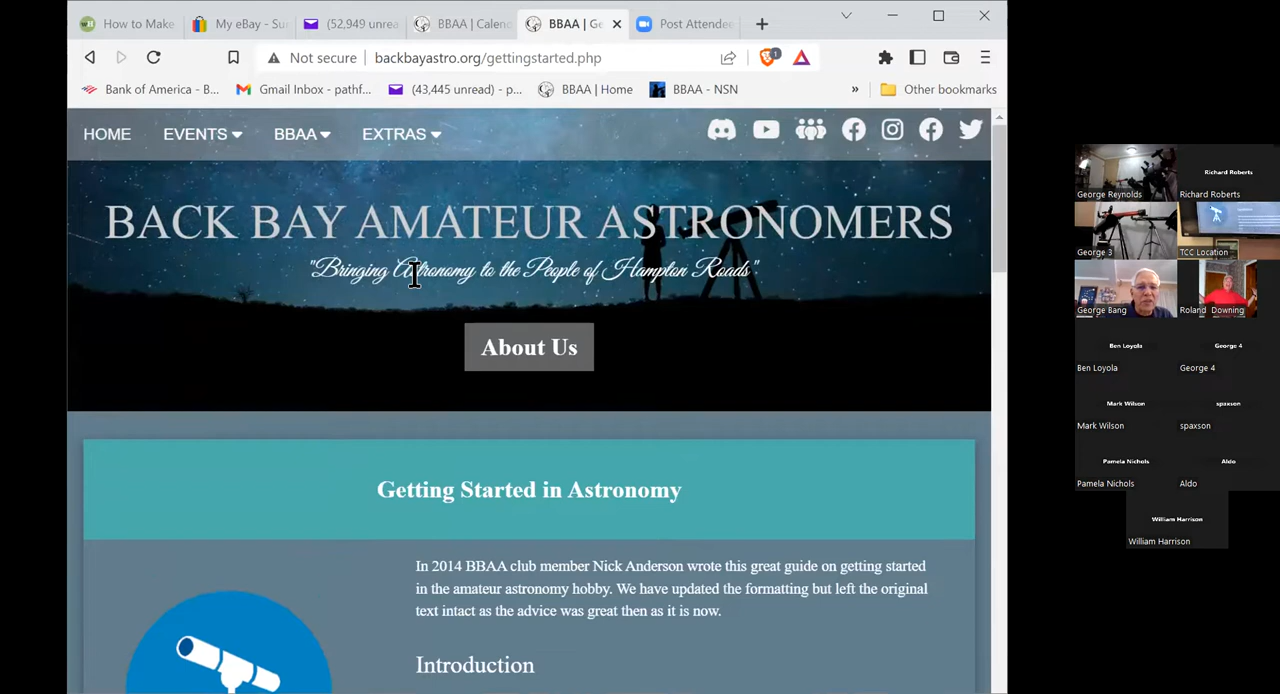 How to Make
My eBay - Su
(52,949 unrea
BBAA | Calend
BBAA | Ge
Post Attende
Not secure
backbayastro.org/gettingstarted.php
1
Bank of America - B...
Gmail Inbox - pathf...
(43,445 unread) - p...
BBAA | Home
BBAA - NSN
»
Other bookmarks
HOME
EVENTS
BBAA
EXTRAS
BACK BAY AMATEUR ASTRONOMERS
"Bringing Astronomy to the People of Hampton Roads"
About Us
Getting Started in Astronomy
In 2014 BBAA club member Nick Anderson wrote this great guide on getting started
in the amateur astronomy hobby. We have updated the formatting but left the original
text intact as the advice was great then as it is now.
Introduction
George Reynolds
Richard Roberts
Richard Roberts
George 3
TCC Location
George Bang
Roland Downing
Ben Loyola
Ben Loyola
George 4
George 4
Mark Wilson
Mark Wilson
spaxson
spaxson
Pamela Nichols
Pamela Nichols
Aldo
Aldo
William Harrison
William Harrison